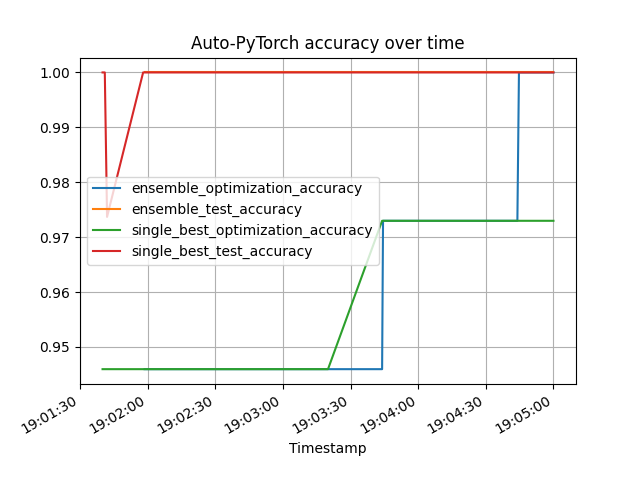 Auto-PyTorch accuracy over time
1.00
0.99
0.98
0.97
0.96
0.95
ensemble_optimization_accuracy
ensemble_test_accuracy
single_best_optimization_accuracy
single_best_test_accuracy
19:01:30
19:02:00
19:02:30
19:03:00
19:03:30
19:04:00
19:04:30
19:05:00
Timestamp